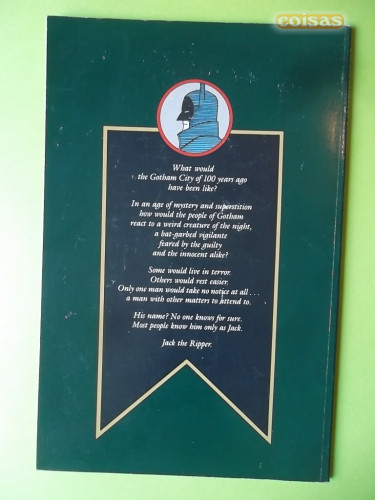 coisas
What would
the Gotham City of 100 years ago
have been like?
In an age of mystery and superstition
how would the people of Gotham
react to a weird creature of the night,
a bat-garbed vigilante
feared by the guilty
and the innocent alike?
Some would live in terror.
Others would rest easier.
Only one man would take no notice at all . . .
a man with other matters to attend to.
His name? No one knows for sure.
Most people know him only as Jack.
Jack the Ripper.